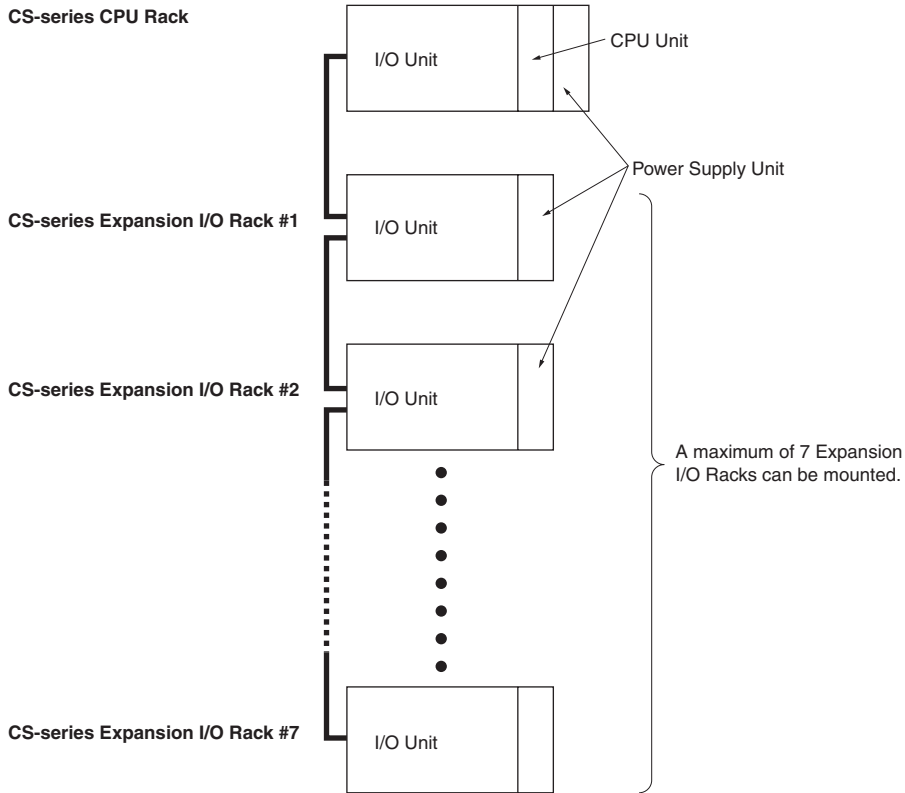 CS-series CPU Rack
I/O Unit
CPU Unit
Power Supply Unit
CS-series Expansion I/O Rack #1
I/O Unit
CS-series Expansion I/O Rack #2
I/O Unit
A maximum of 7 Expansion
I/O Racks can be mounted.
CS-series Expansion I/O Rack #7
I/O Unit